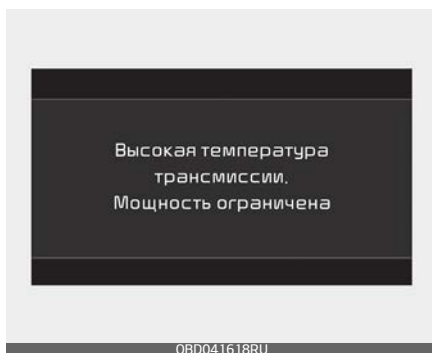 Высокая температура
трансмиссии.
Мощность ограничена
OBD041618RU